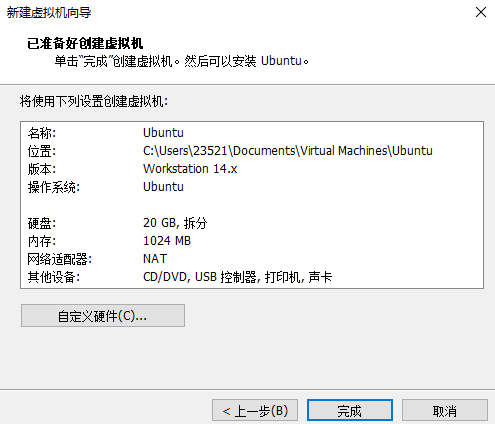 新建虚拟机向导
已准备好创建虚拟机
单击“完成”创建虚拟机。然后可以安装 Ubuntu。
将使用下列设置创建虚拟机:
名称: Ubuntu
位置: C:\Users\23521\Documents\Virtual Machines\Ubuntu
版本: Workstation 14.x
操作系统: Ubuntu
硬盘: 20 GB, 拆分
内存: 1024 MB
网络适配器: NAT
其他设备: CD/DVD, USB 控制器, 打印机, 声卡
自定义硬件(C)...
< 上一步(B) 完成 取消